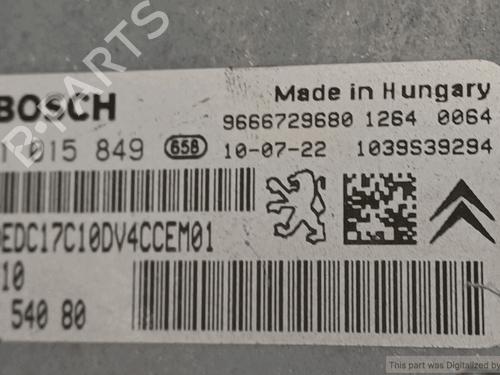 BOSCH
Made in Hungary
9666729680 1264 0064
015 849 658 10-07-22 1039S39294
EDC17C10DV4CCEM01
10
540 80
B-PARTS
This part was Digitalized by